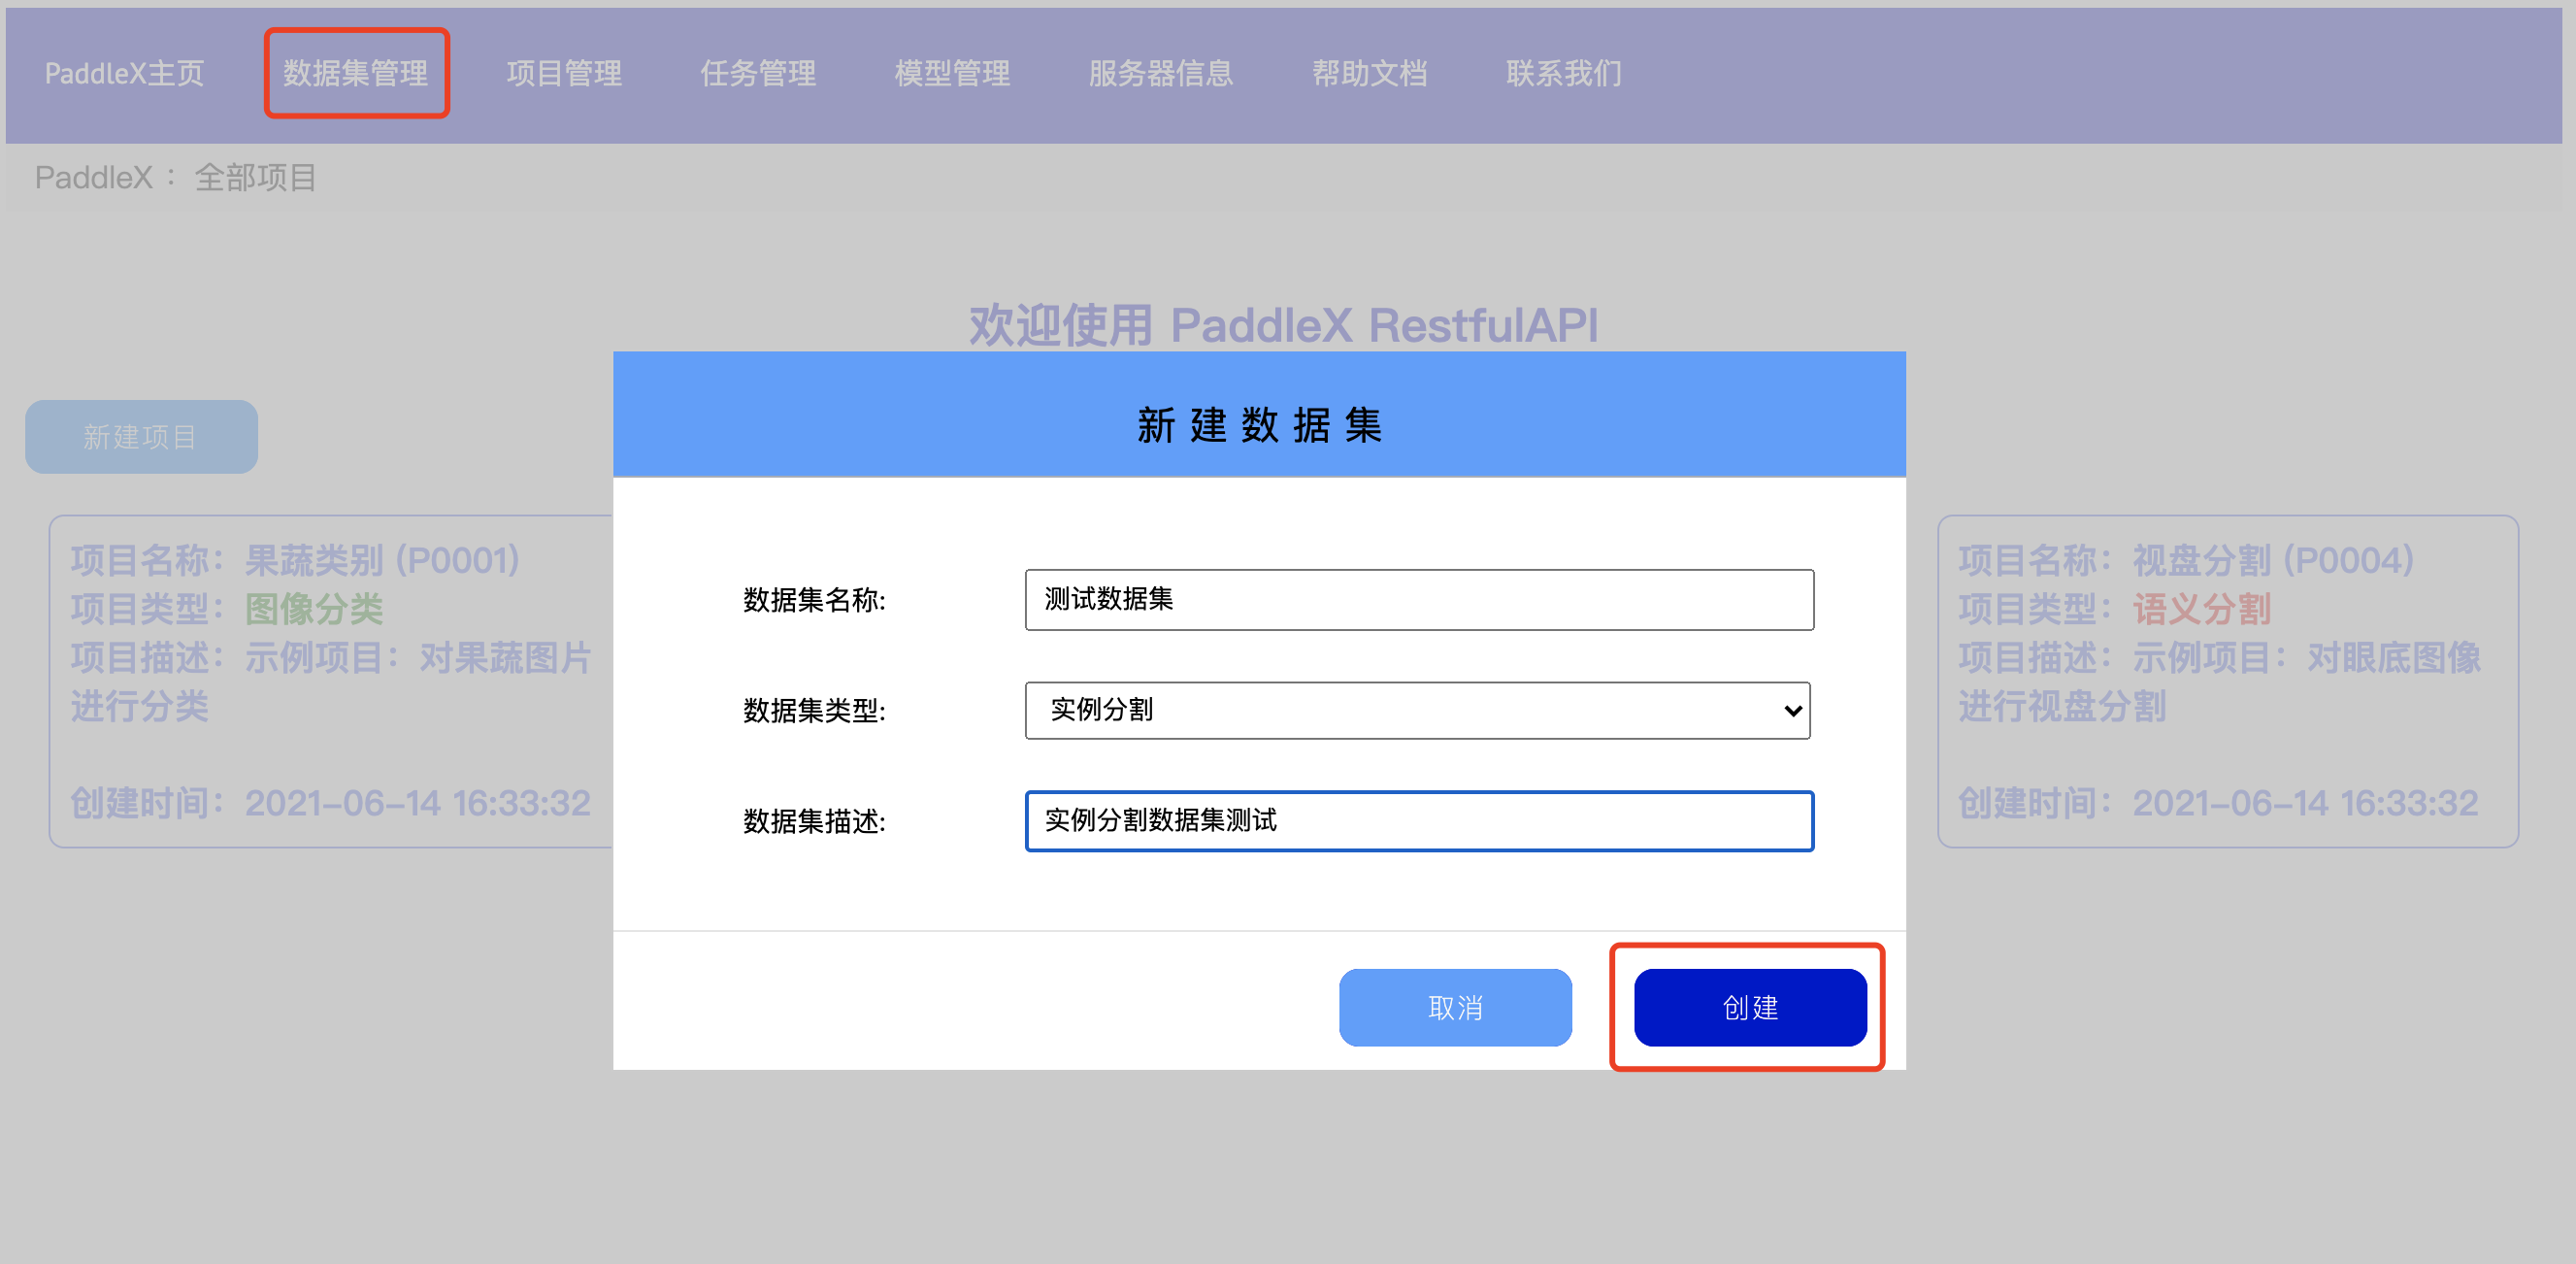 PaddleX主页 数据集管理 项目管理 任务管理 模型管理 服务器信息 帮助文档 联系我们
PaddleX： 全部项目
欢迎使用 PaddleX RestfulAPI
新建项目
项目名称：果蔬类别 (P0001)
项目类型：图像分类
项目描述：示例项目：对果蔬图片
进行分类
创建时间：2021-06-14 16:33:32
新建数据集
数据集名称: 测试数据集
数据集类型: 实例分割
数据集描述: 实例分割数据集测试
取消 创建
项目名称：视盘分割 (P0004)
项目类型：语义分割
项目描述：示例项目：对眼底图像
进行视盘分割
创建时间：2021-06-14 16:33:32